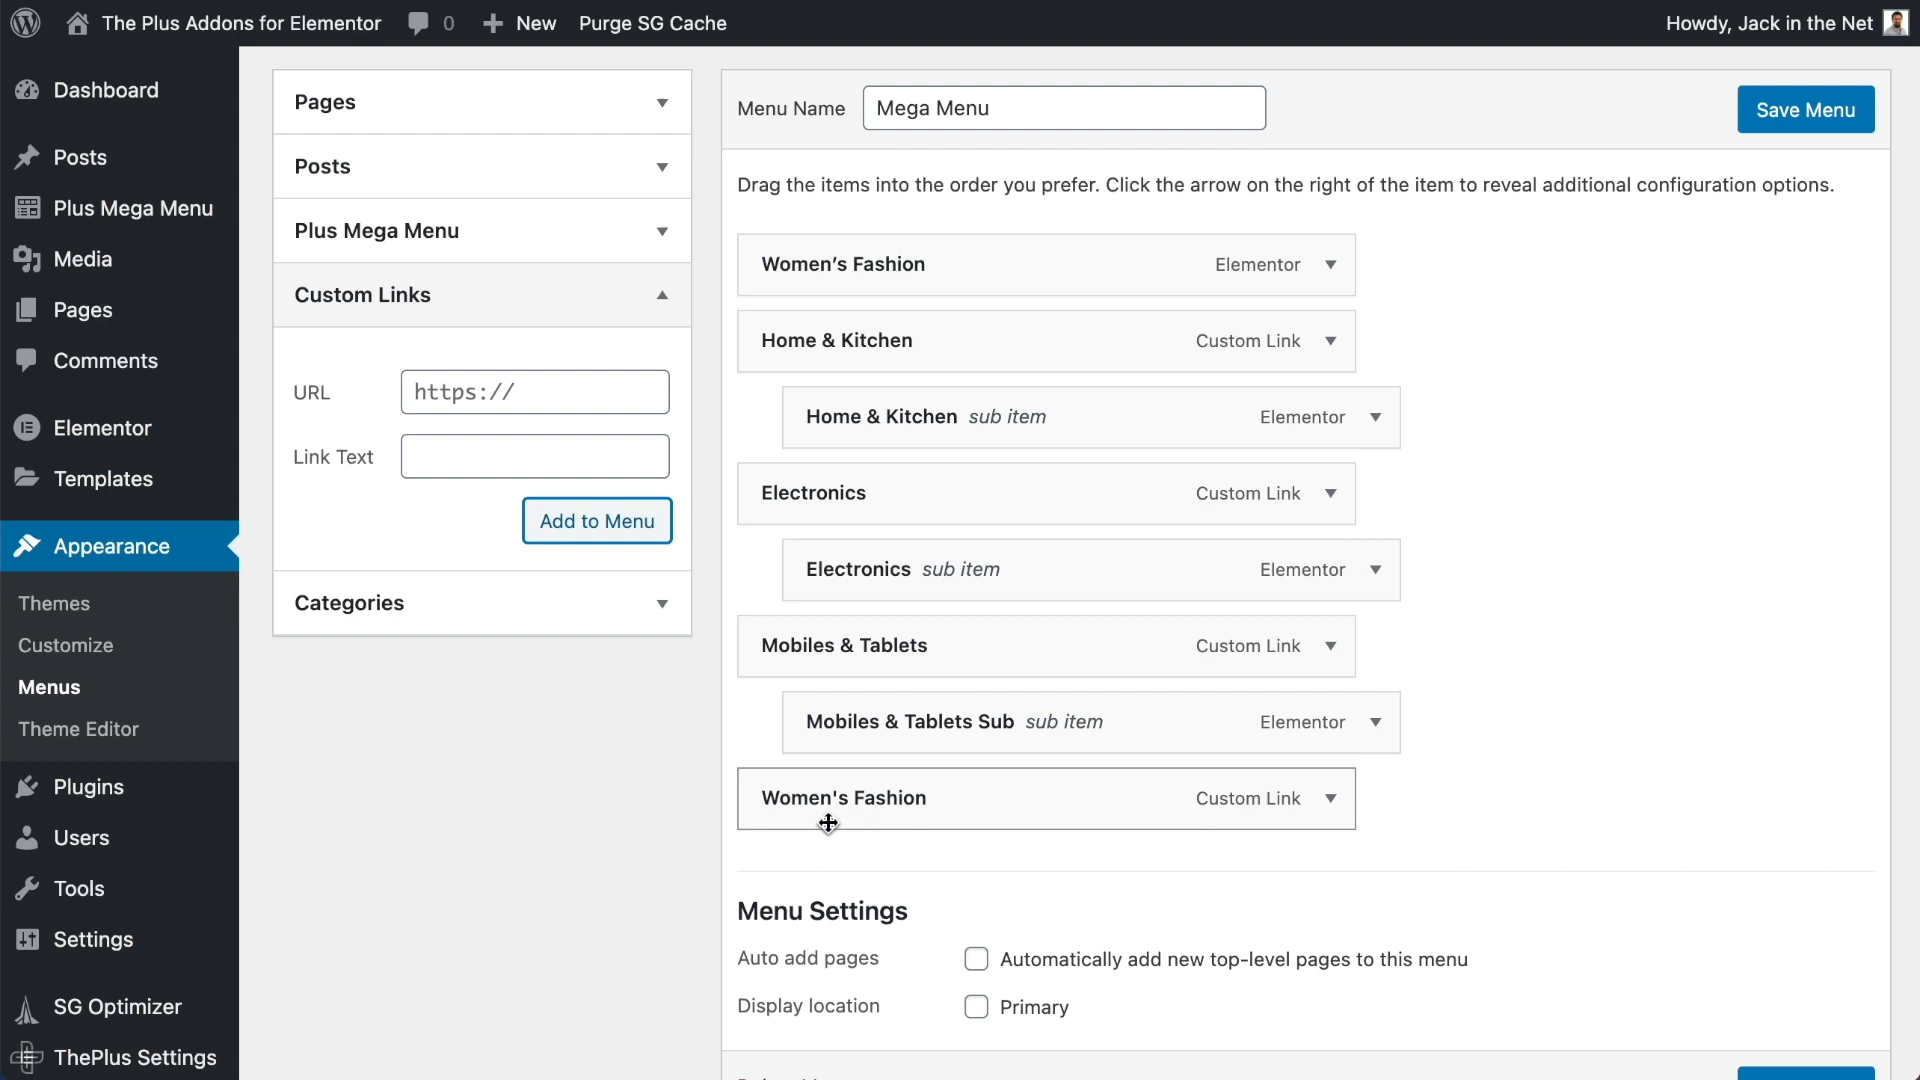 The Plus Addons for Elementor 0 New Purge SG Cache Howdy, Jack in the Net
Dashboard
Posts
Plus Mega Menu
Media
Pages
Comments
Elementor
Templates
Appearance
Themes
Customize
Menus
Theme Editor
Plugins
Users
Tools
Settings
SG Optimizer
ThePlus Settings
Pages
Posts
Plus Mega Menu
Custom Links
URL https://
Link Text
Add to Menu
Categories
Menu Name Mega Menu Save Menu
Drag the items into the order you prefer. Click the arrow on the right of the item to reveal additional configuration options.
Women’s Fashion Elementor
Home & Kitchen Custom Link
Home & Kitchen sub item Elementor
Electronics Custom Link
Electronics sub item Elementor
Mobiles & Tablets Custom Link
Mobiles & Tablets Sub sub item Elementor
Women's Fashion Custom Link
Menu Settings
Auto add pages Automatically add new top-level pages to this menu
Display location Primary